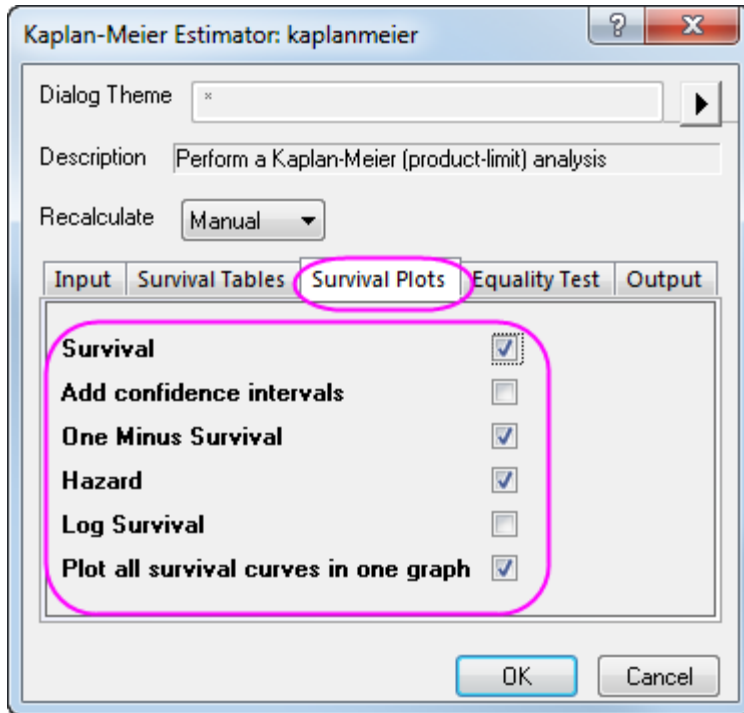 Kaplan-Meier Estimator: kaplanmeier
Dialog Theme *
Description Perform a Kaplan-Meier (product-limit) analysis
Recalculate Manual
Input Survival Tables Survival Plots Equality Test Output
Survival
Add confidence intervals
One Minus Survival
Hazard
Log Survival
Plot all survival curves in one graph
OK Cancel